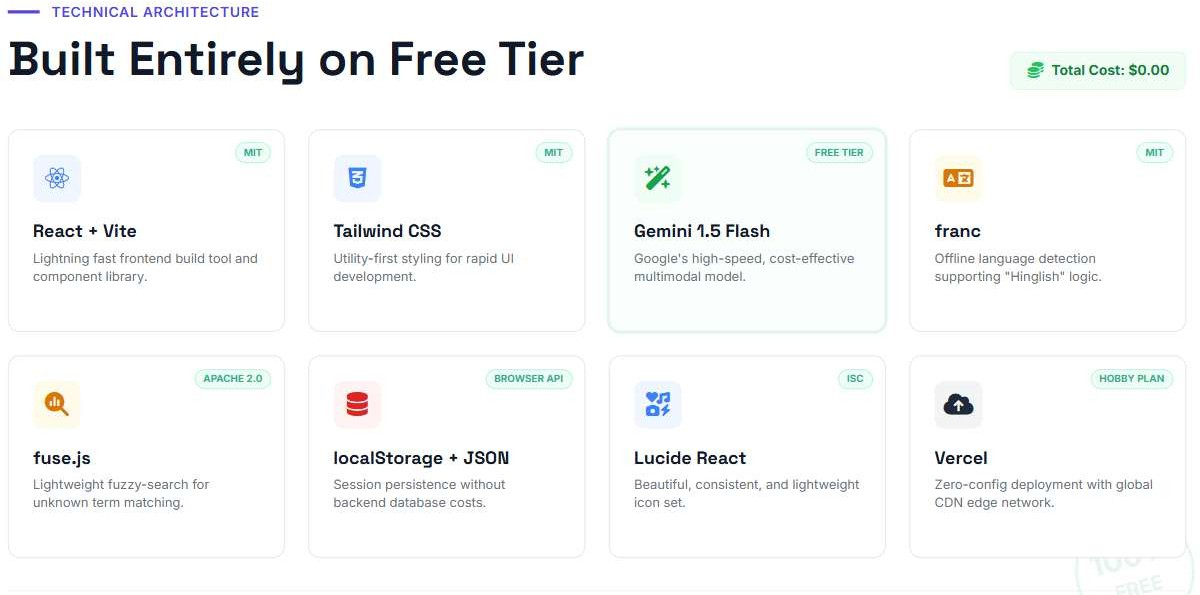 TECHNICAL ARCHITECTURE
Built Entirely on Free Tier
Total Cost: $0.00
MIT
React + Vite
Lightning fast frontend build tool and
component library.
MIT
Tailwind CSS
Utility-first styling for rapid UI
development.
FREE TIER
Gemini 1.5 Flash
Google's high-speed, cost-effective
multimodal model.
MIT
franc
Offline language detection
supporting "Hinglish" logic.
APACHE 2.0
fuse.js
Lightweight fuzzy-search for
unknown term matching.
BROWSER API
localStorage + JSON
Session persistence without
backend database costs.
ISC
Lucide React
Beautiful, consistent, and lightweight
icon set.
HOBBY PLAN
Vercel
Zero-config deployment with global
CDN edge network.
FREE